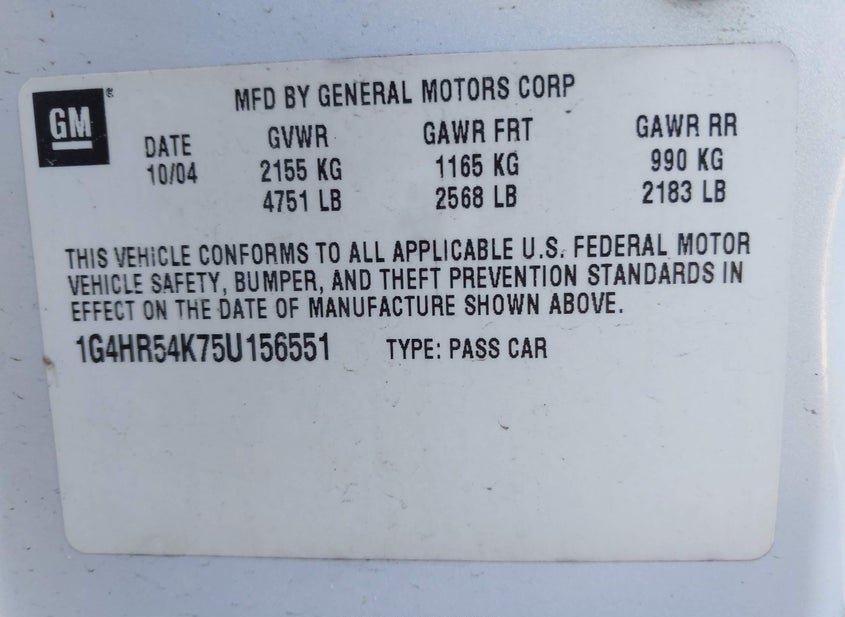 MFD BY GENERAL MOTORS CORP
GM®
DATE GVWR GAWR FRT GAWR RR
10/04 2155 KG 1165 KG 990 KG
4751 LB 2568 LB 2183 LB
THIS VEHICLE CONFORMS TO ALL APPLICABLE U.S. FEDERAL MOTOR
VEHICLE SAFETY, BUMPER, AND THEFT PREVENTION STANDARDS IN
EFFECT ON THE DATE OF MANUFACTURE SHOWN ABOVE.
1G4HR54K75U156551 TYPE: PASS CAR